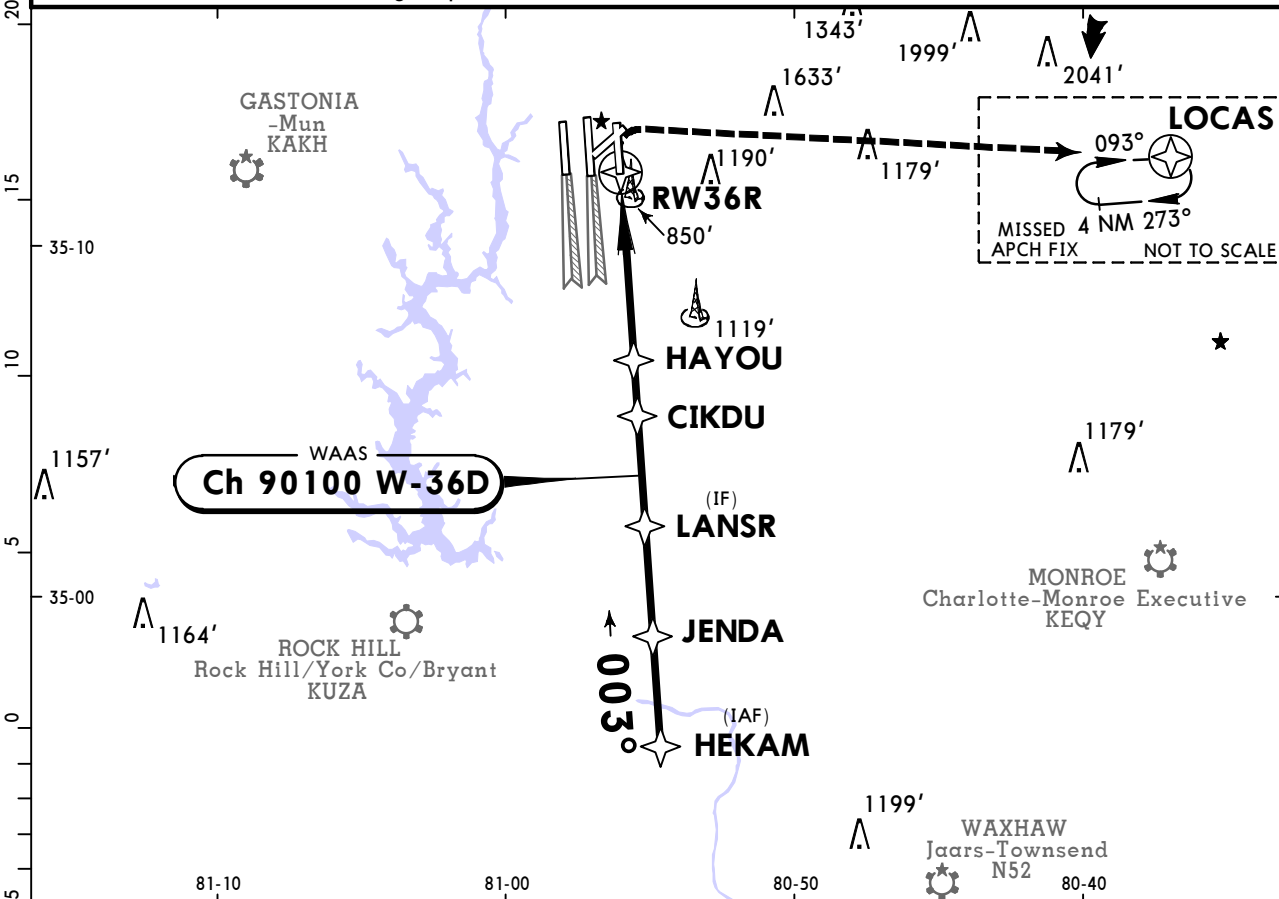 20
1343'
1999'
2041'
1633'
GASTONIA
-Mun
KAKH
LOCAS
093°
1190'
1179'
15
RW36R
4 NM 273°
MISSED
APCH FIX
NOT TO SCALE
850'
35-10
1119'
HAYOU
10
CIKDU
1179'
1157'
WAAS
Ch 90100 W-36D
(IF)
LANSR
5
MONROE
Charlotte-Monroe Executive
KEQY
35-00
1164'
JENDA
ROCK HILL
Rock Hill/York Co/Bryant
KUZA
003°
0
(IAF)
HEKAM
1199'
WAXHAW
Jaars-Townsend
N52
5
81-10
81-00
80-50
80-40